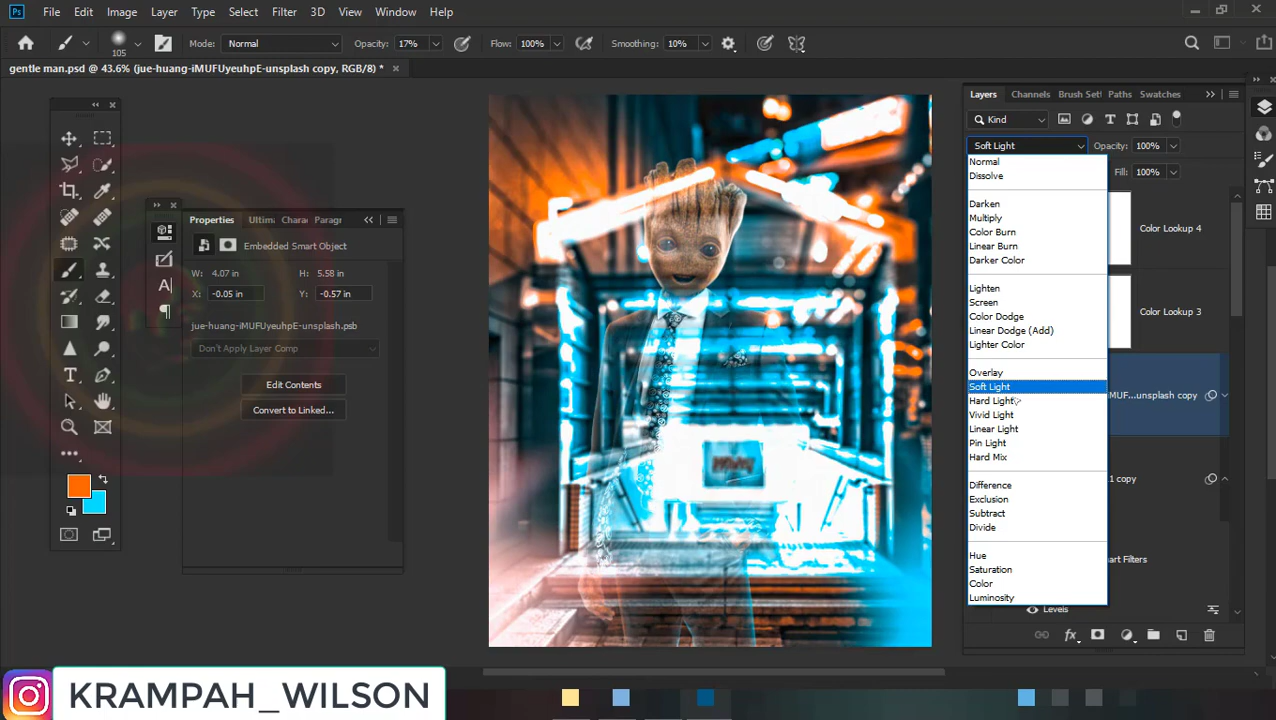 Ps File Edit Image Layer Type Select Filter 3D View Window Help
105 Mode: Normal Opacity: 17% Flow: 100% Smoothing: 10%
gentle man.psd @ 43.6% (jue-huang-iMUFUyeuhpE-unsplash copy, RGB/8) *
Properties Ultim Chara Paragr
Embedded Smart Object
W: 4.07 in H: 5.58 in
X: -0.05 in Y: -0.57 in
jue-huang-iMUFUyeuhpE-unsplash.psb
Don't Apply Layer Comp
Edit Contents
Convert to Linked...
Layers Channels Brush Sett Paths Swatches
Kind
Soft Light Opacity: 100%
Fill: 100%
Normal
Dissolve
Darken
Multiply
Color Burn
Linear Burn
Darker Color
Lighten
Screen
Color Dodge
Linear Dodge (Add)
Lighter Color
Overlay
Soft Light
Hard Light
Vivid Light
Linear Light
Pin Light
Hard Mix
Difference
Exclusion
Subtract
Divide
Hue
Saturation
Color
Luminosity
Color Lookup 4
Color Lookup 3
MUF...unsplash copy
1 copy
art Filters
Levels
fx
KRAMPAH_WILSON